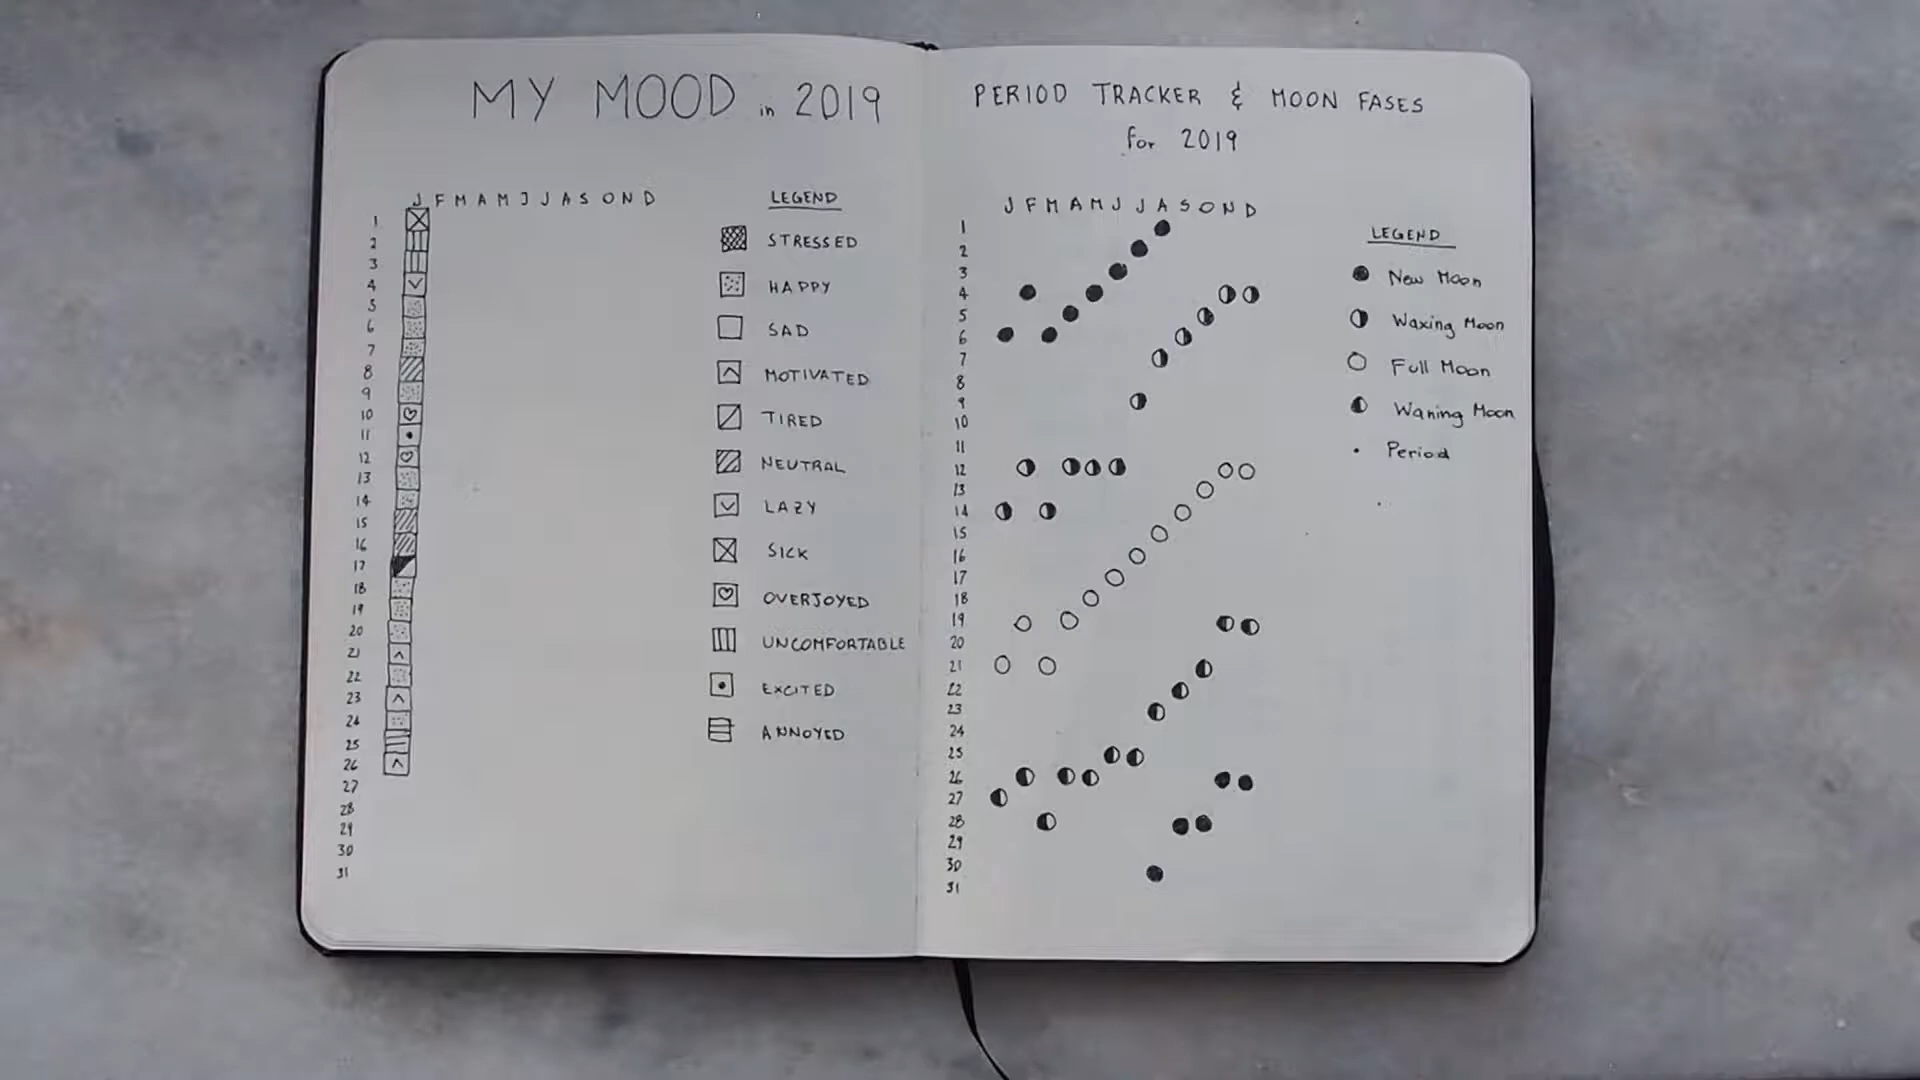 MY MOOD in 2019
J F M A M J J A S O N D
1
2
3
4
5
6
7
8
9
10
11
12
13
14
15
16
17
18
19
20
21
22
23
24
25
26
27
28
29
30
31
LEGEND
STRESSED
HAPPY
SAD
MOTIVATED
TIRED
NEUTRAL
LAZY
SICK
OVERJOYED
UNCOMFORTABLE
EXCITED
ANNOYED
PERIOD TRACKER & MOON FASES
for 2019
J F M A M J J A S O N D
1
2
3
4
5
6
7
8
9
10
11
12
13
14
15
16
17
18
19
20
21
22
23
24
25
26
27
28
29
30
31
LEGEND
New Moon
Waxing Moon
Full Moon
Waning Moon
Period